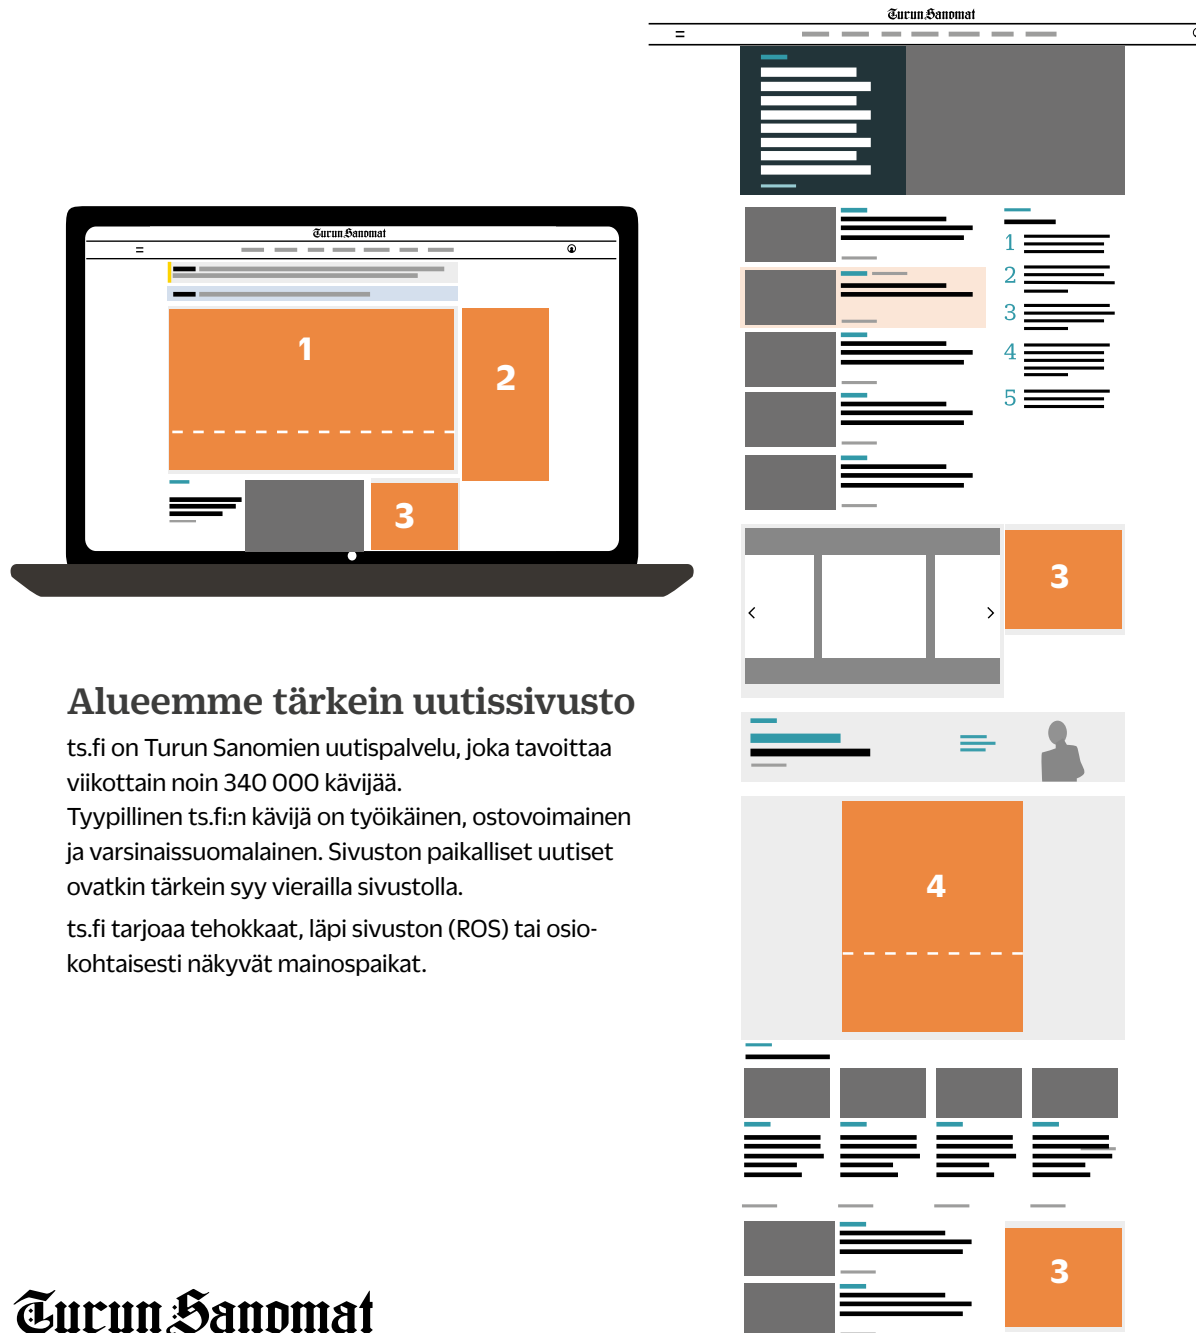 Turun Sanomat
Turun Sanomat
1
2
3
1
2
3
4
5
3
Alueemme tärkein uutissivusto
ts.fi on Turun Sanomien uutispalvelu, joka tavoittaa
viikottain noin 340 000 kävijää.
Tyypillinen ts.fi:n kävijä on työikäinen, ostovoimainen
ja varsinaissuomalainen. Sivuston paikalliset uutiset
ovatkin tärkein syy vierailla sivustolla.
ts.fi tarjoaa tehokkaat, läpi sivuston (ROS) tai osio-
kohtaisesti näkyvät mainospaikat.
4
3
Turun Sanomat